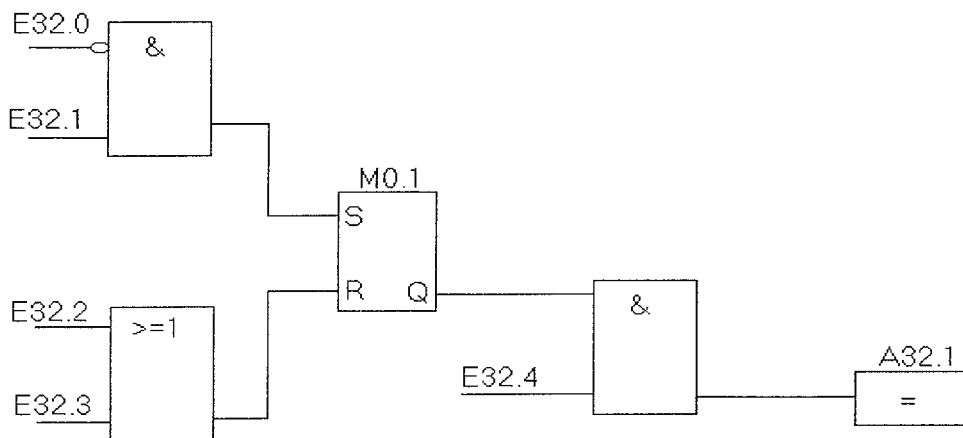 E32.0
&
E32.1
M0.1
S
R Q
E32.2
>=1
&
E32.3
E32.4
A32.1
=